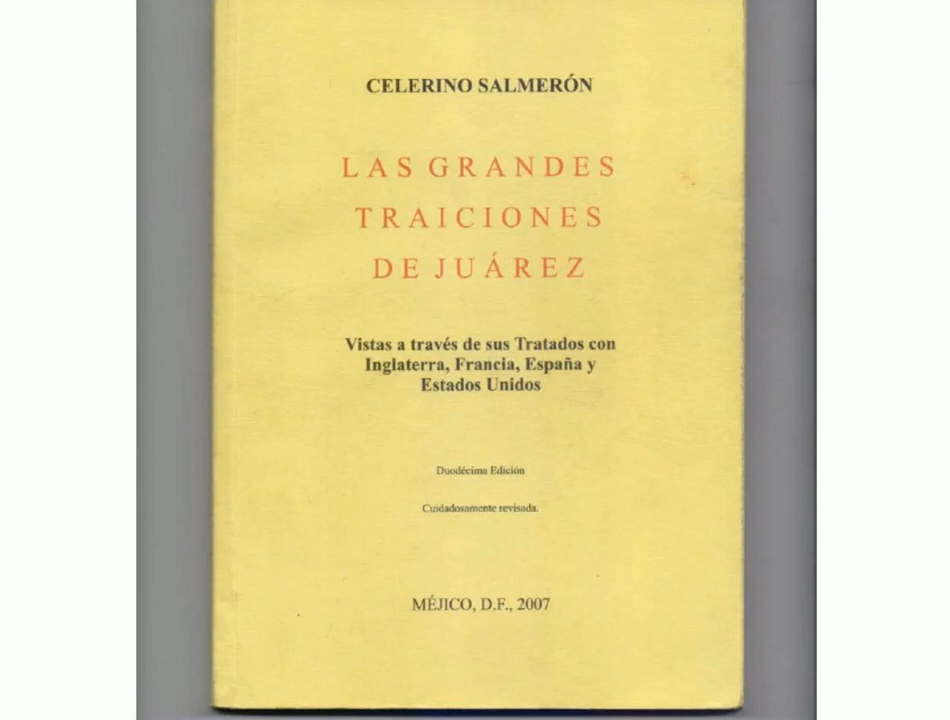 CELERINO SALMERÓN
LAS GRANDES
TRAICIONES
DE JUÁREZ
Vistas a través de sus Tratados con
Inglaterra, Francia, España y
Estados Unidos
Duodécima Edición
Cuidadosamente revisada.
MÉJICO, D.F., 2007